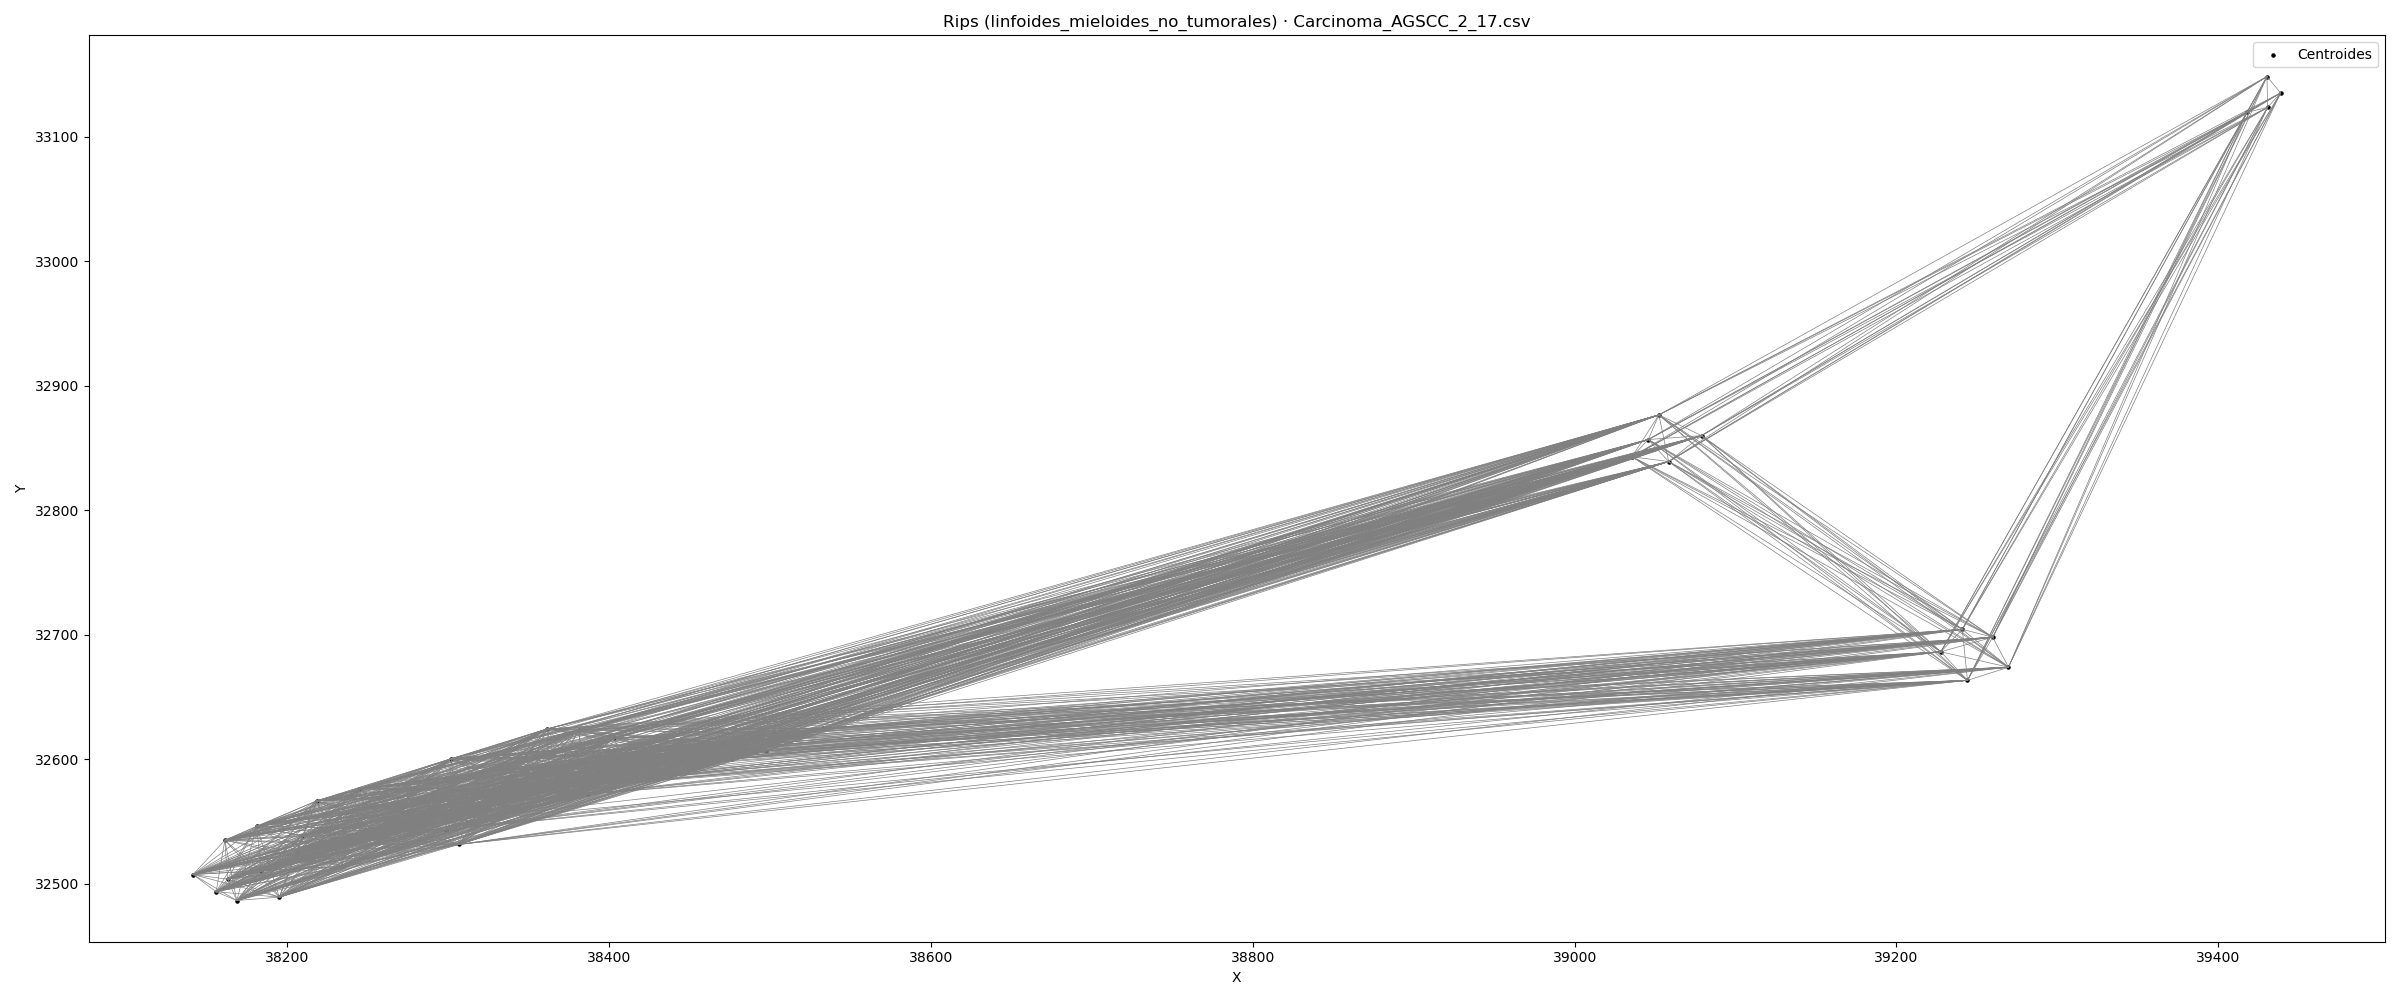 Rips (linfoides_mieloides_no_tumorales) · Carcinoma_AGSCC_2_17.csv
Centroides
33100
33000
32900
32800
32700
32600
32500
Y
38200 38400 38600 38800 39000 39200 39400
X